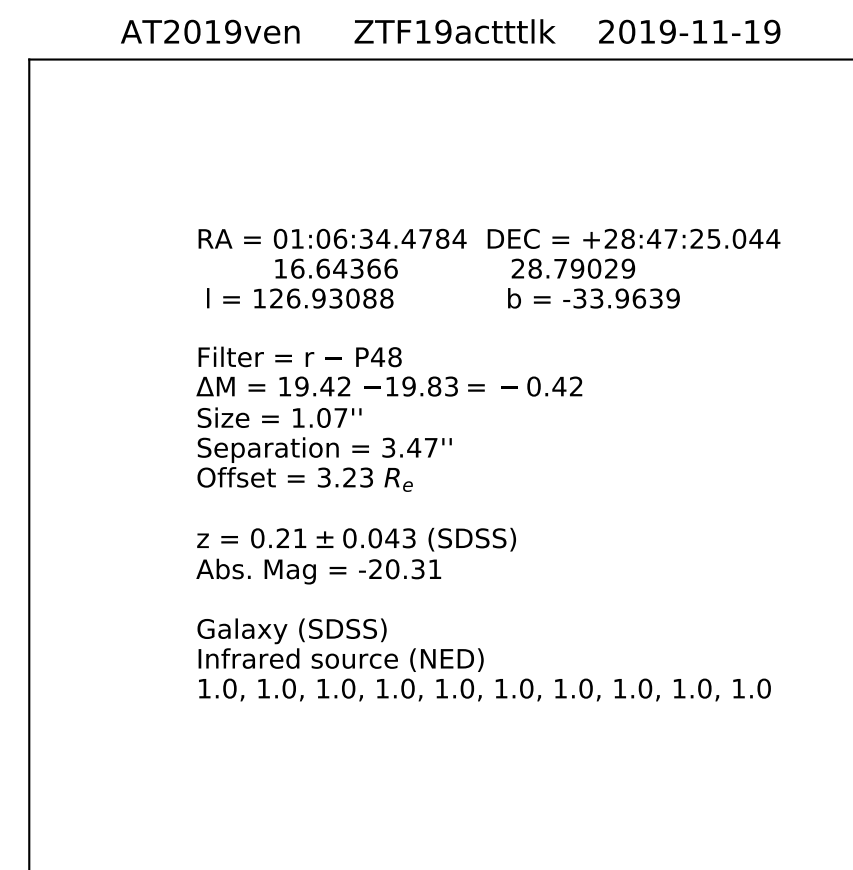 AT2019ven ZTF19actttlk 2019-11-19
RA = 01:06:34.4784 DEC = +28:47:25.044
16.64366 28.79029
l = 126.93088 b = -33.9639
Filter = r − P48
ΔM = 19.42 −19.83 = − 0.42
Size = 1.07''
Separation = 3.47''
Offset = 3.23 Re
z = 0.21 ± 0.043 (SDSS)
Abs. Mag = -20.31
Galaxy (SDSS)
Infrared source (NED)
1.0, 1.0, 1.0, 1.0, 1.0, 1.0, 1.0, 1.0, 1.0, 1.0